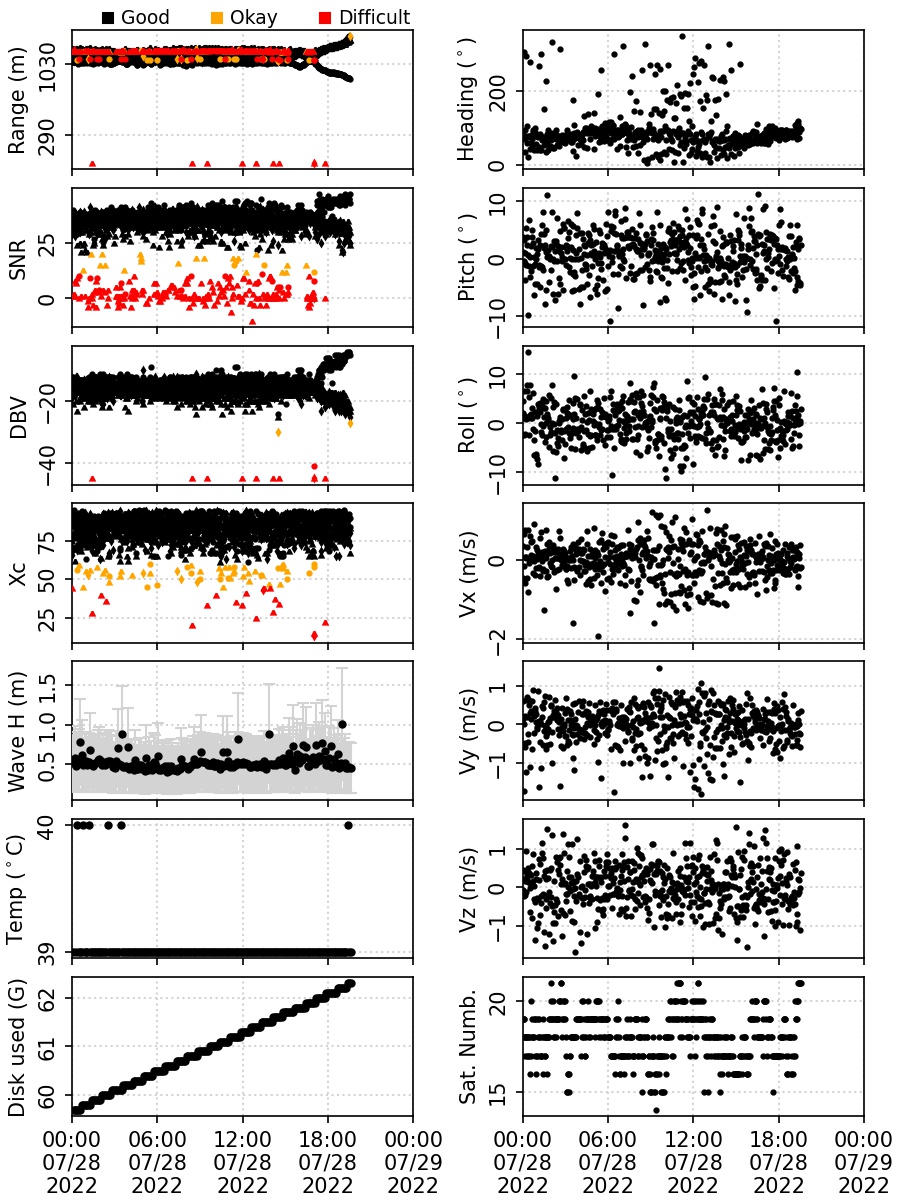 Good Okay Difficult
Range (m)
1030
290
Heading (°)
200
0
SNR
25
0
Pitch (°)
10
0
−10
DBV
−20
−40
Roll (°)
10
0
−10
Xc
75
50
25
Vx (m/s)
0
−2
Wave H (m)
1.5
1.0
0.5
Vy (m/s)
1
0
−1
Temp (°C)
40
39
Vz (m/s)
1
0
−1
Disk used (G)
62
61
60
Sat. Numb.
20
15
00:00 06:00 12:00 18:00 00:00
07/28 07/28 07/28 07/28 07/29
2022 2022 2022 2022 2022
00:00 06:00 12:00 18:00 00:00
07/28 07/28 07/28 07/28 07/29
2022 2022 2022 2022 2022